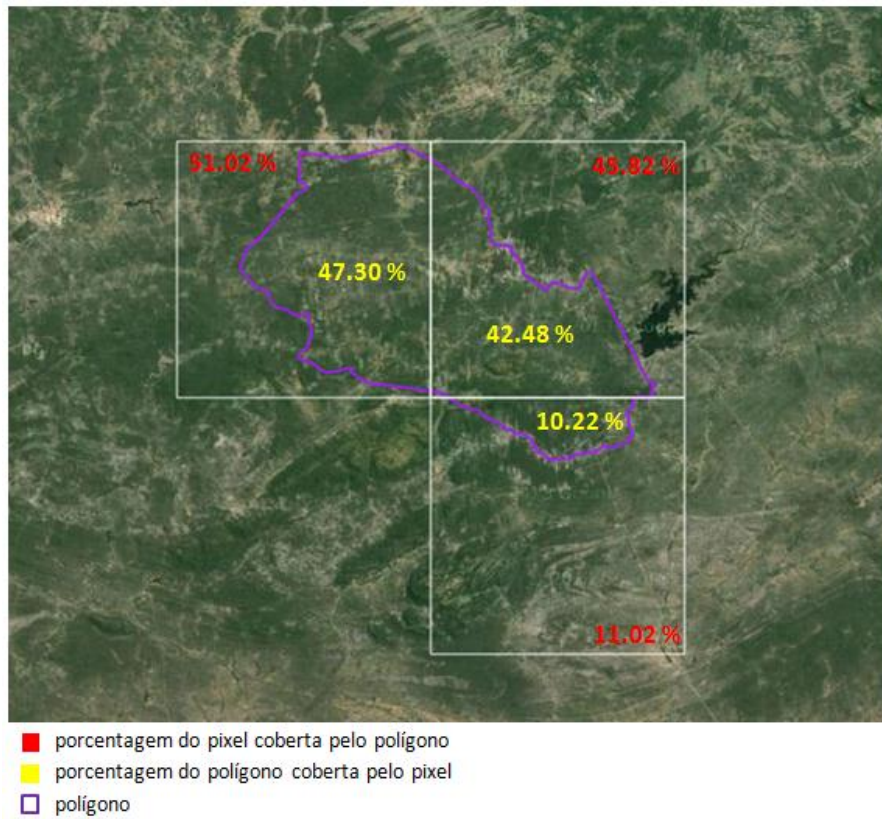 51.02 %
45.82 %
47.30 %
42.48 %
10.22 %
11.02 %
porcentagem do pixel coberta pelo polígono
porcentagem do polígono coberta pelo pixel
polígono